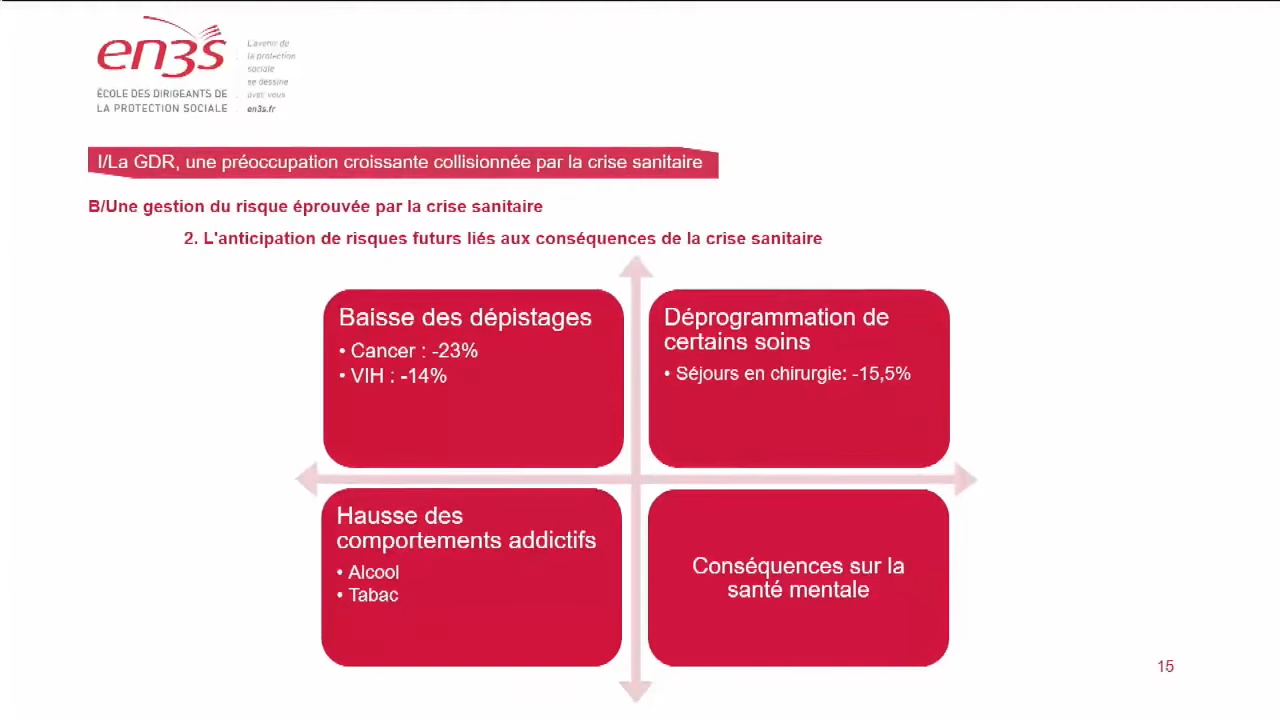 en3s
ÉCOLE DES DIRIGEANTS DE
LA PROTECTION SOCIALE
L'avenir de
la protection
sociale
se dessine
avec vous
en3s.fr
I/La GDR, une préoccupation croissante collisionnée par la crise sanitaire
B/Une gestion du risque éprouvée par la crise sanitaire
2. L'anticipation de risques futurs liés aux conséquences de la crise sanitaire
Baisse des dépistages
• Cancer : -23%
• VIH : -14%
Déprogrammation de
certains soins
• Séjours en chirurgie: -15,5%
Hausse des
comportements addictifs
• Alcool
• Tabac
Conséquences sur la
santé mentale
15